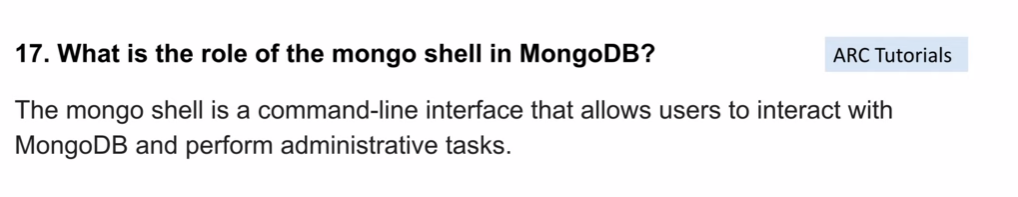 17. What is the role of the mongo shell in MongoDB?
ARC Tutorials
The mongo shell is a command-line interface that allows users to interact with
MongoDB and perform administrative tasks.